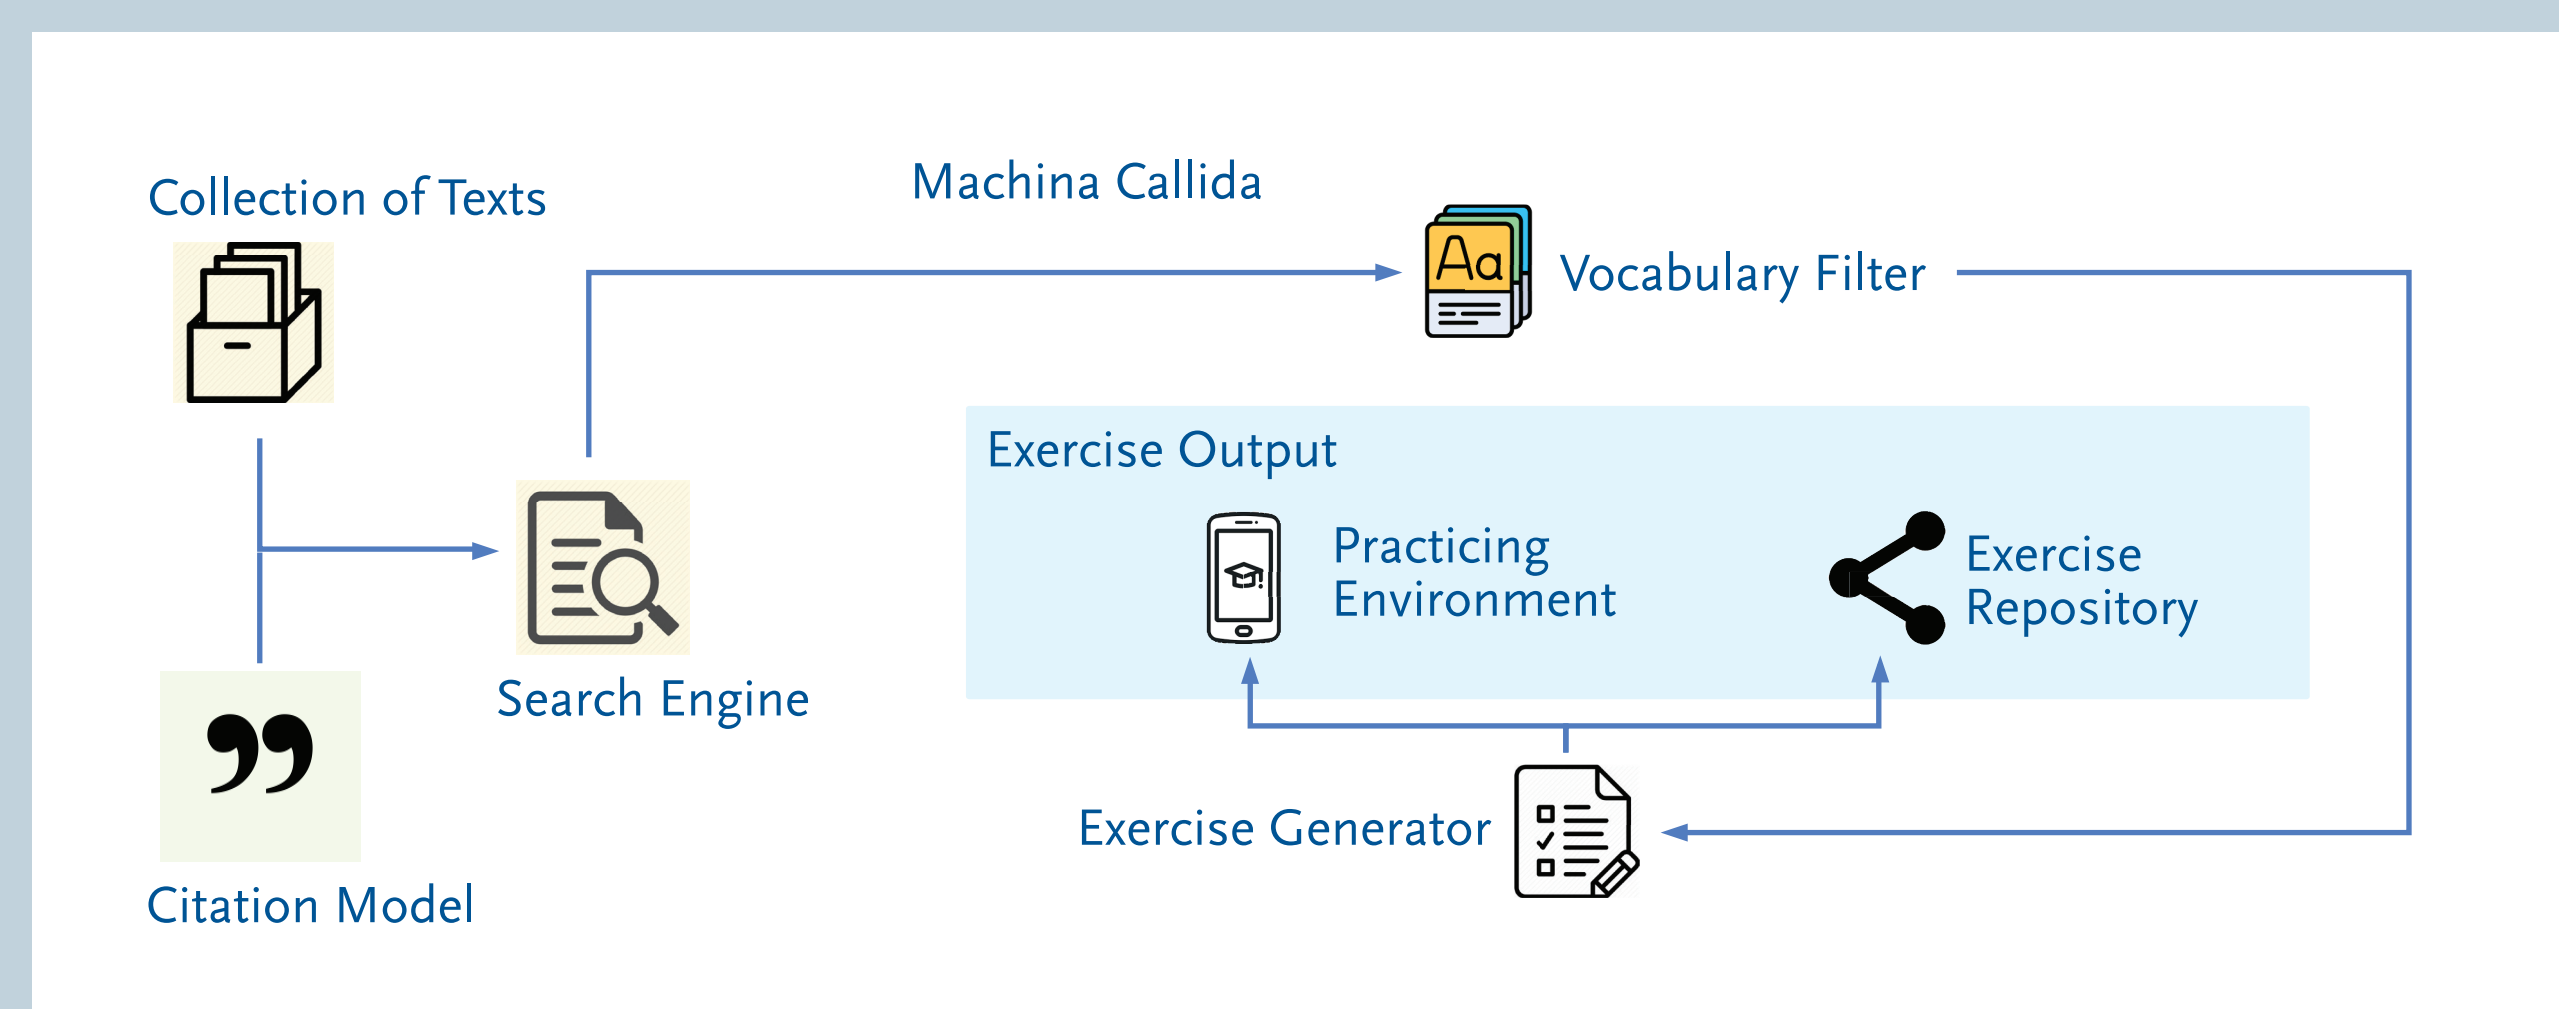 Machina Callida
Collection of Texts
Aa
Vocabulary Filter
Exercise Output
Practicing
Environment
Exercise
Repository
Search Engine
”
Exercise Generator
Citation Model